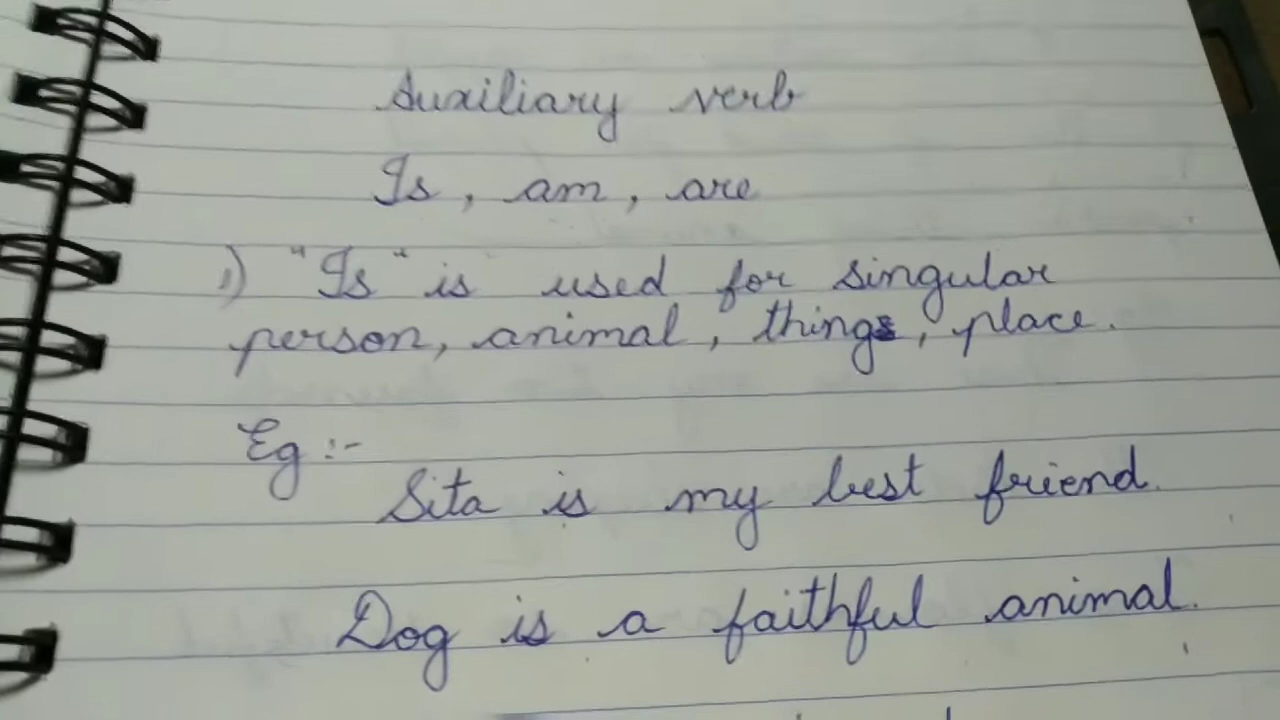 Auxiliary verb
Is, am, are
1) "Is" is used for singular
person, animal, things, place.
Eg :-
Sita is my best friend.
Dog is a faithful animal.